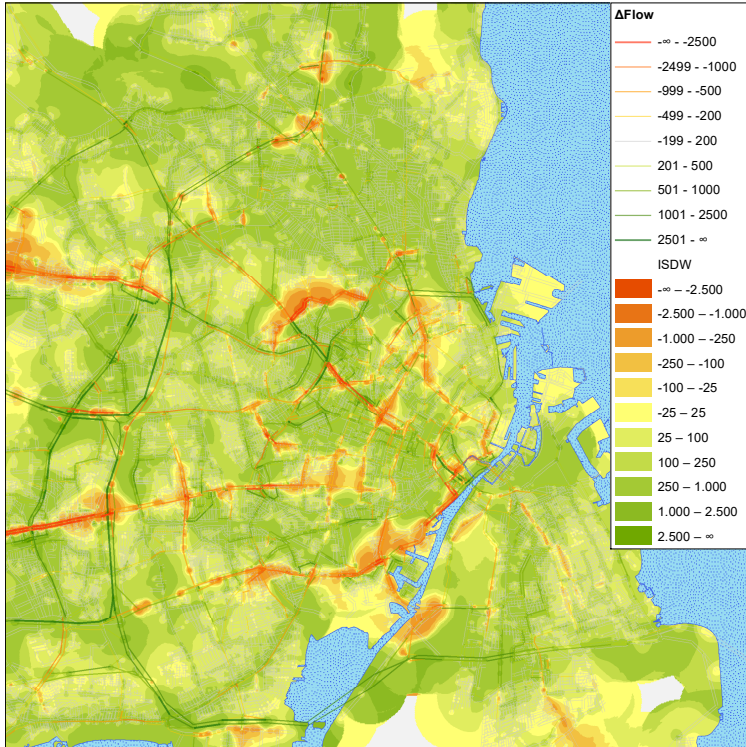 ΔFlow
-∞ - -2500
-2499 - -1000
-999 - -500
-499 - -200
-199 - 200
201 - 500
501 - 1000
1001 - 2500
2501 - ∞
ISDW
-∞ – -2.500
-2.500 – -1.000
-1.000 – -250
-250 – -100
-100 – -25
-25 – 25
25 – 100
100 – 250
250 – 1.000
1.000 – 2.500
2.500 – ∞